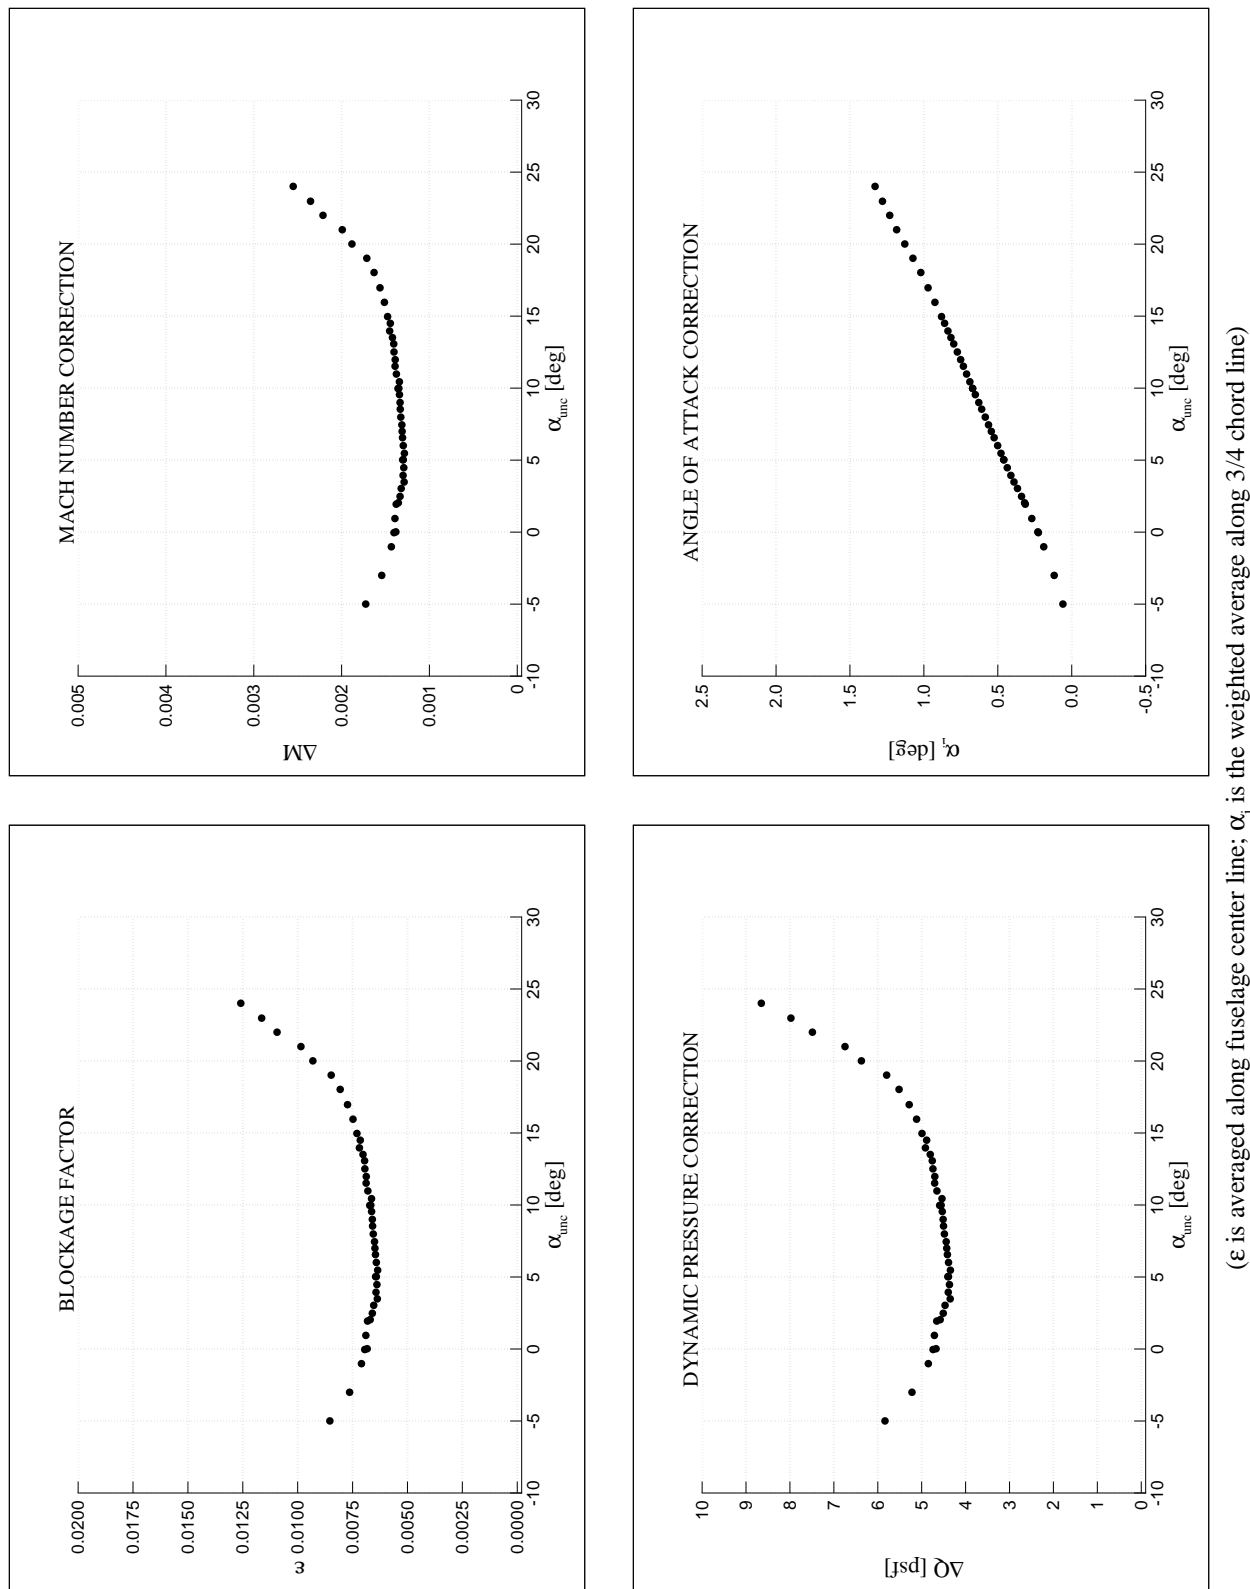 BLOCKAGE FACTOR
0.0200
0.0175
0.0150
0.0125
0.0100
0.0075
0.0050
0.0025
0.0000
ε
-10 -5 0 5 10 15 20 25 30
α_unc [deg]
MACH NUMBER CORRECTION
0.005
0.004
0.003
0.002
0.001
0
ΔM
-10 -5 0 5 10 15 20 25 30
α_unc [deg]
DYNAMIC PRESSURE CORRECTION
10
9
8
7
6
5
4
3
2
1
0
ΔQ [psf]
-10 -5 0 5 10 15 20 25 30
α_unc [deg]
ANGLE OF ATTACK CORRECTION
2.5
2.0
1.5
1.0
0.5
0.0
-0.5
α_i [deg]
-10 -5 0 5 10 15 20 25 30
α_unc [deg]
(ε is averaged along fuselage center line; α_i is the weighted average along 3/4 chord line)